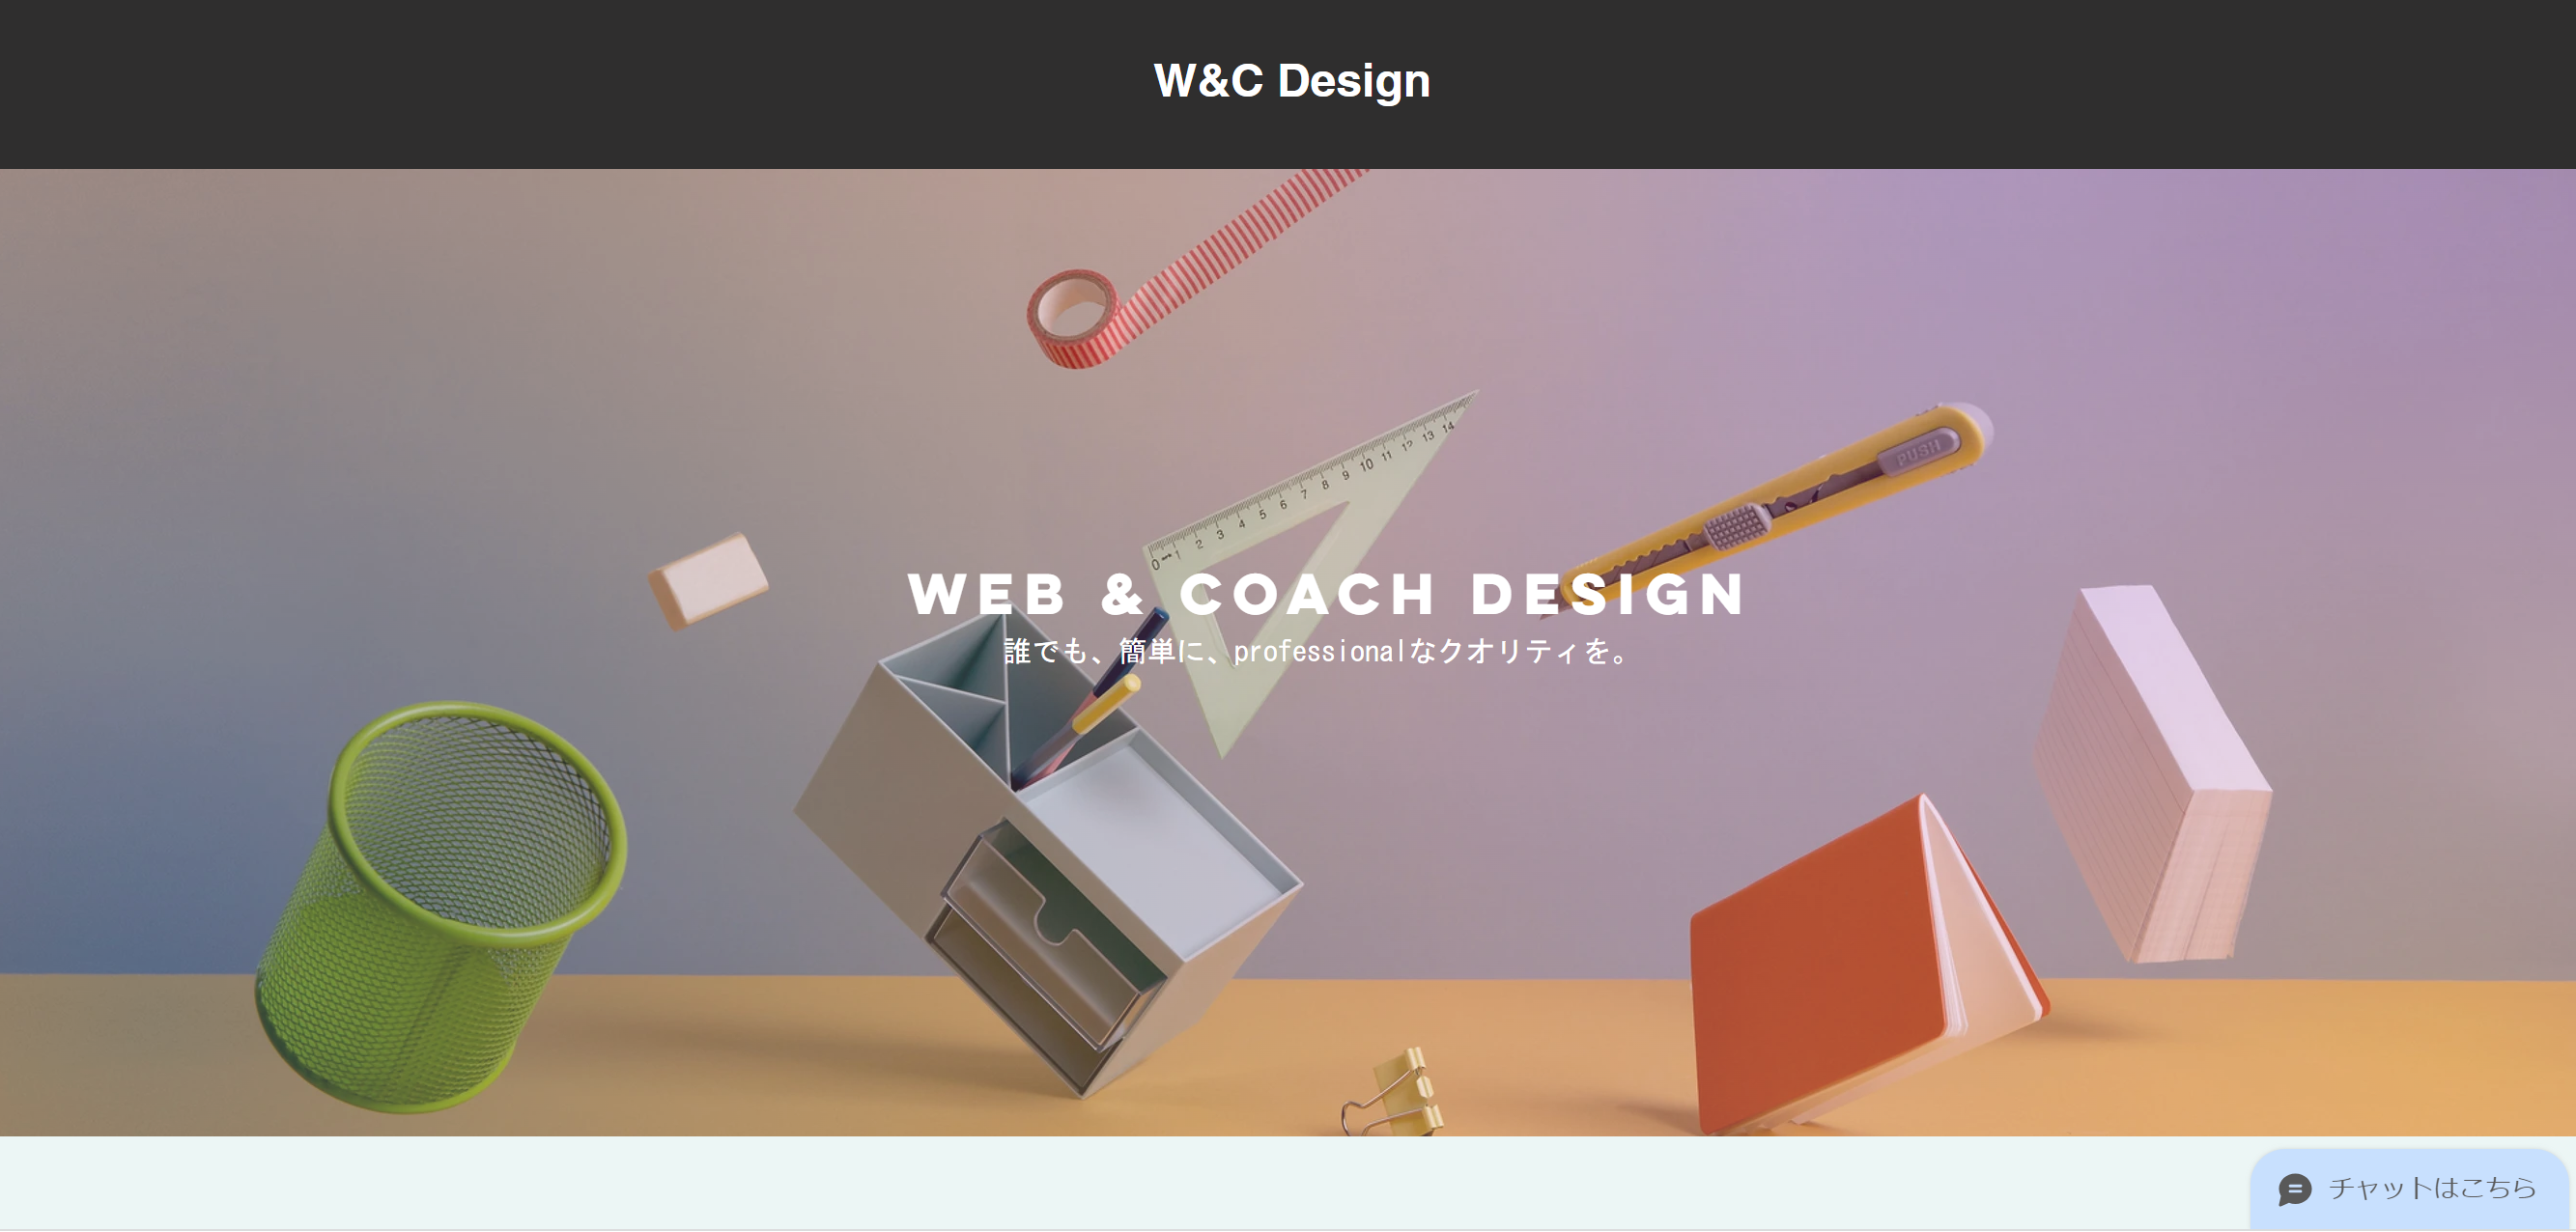 W&C Design
PUSH
0 1 2 3 4 5 6 7 8 9 10 11 12 13 14
WEB & COACH DESIGN
誰でも、簡単に、professionalなクオリティを。
チャットはこちら